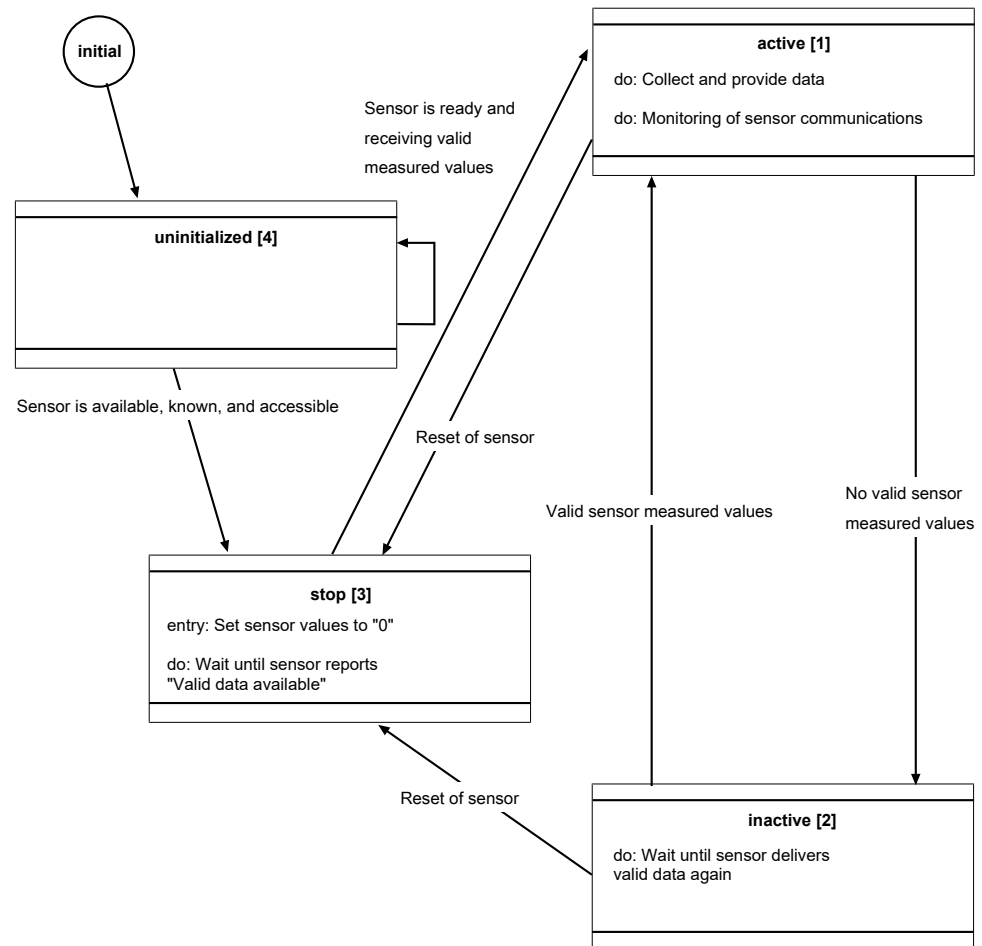 initial
active [1]
do: Collect and provide data
do: Monitoring of sensor communications
Sensor is ready and
receiving valid
measured values
uninitialized [4]
Sensor is available, known, and accessible
Reset of sensor
Valid sensor measured values
No valid sensor
measured values
stop [3]
entry: Set sensor values to "0"
do: Wait until sensor reports
"Valid data available"
Reset of sensor
inactive [2]
do: Wait until sensor delivers
valid data again